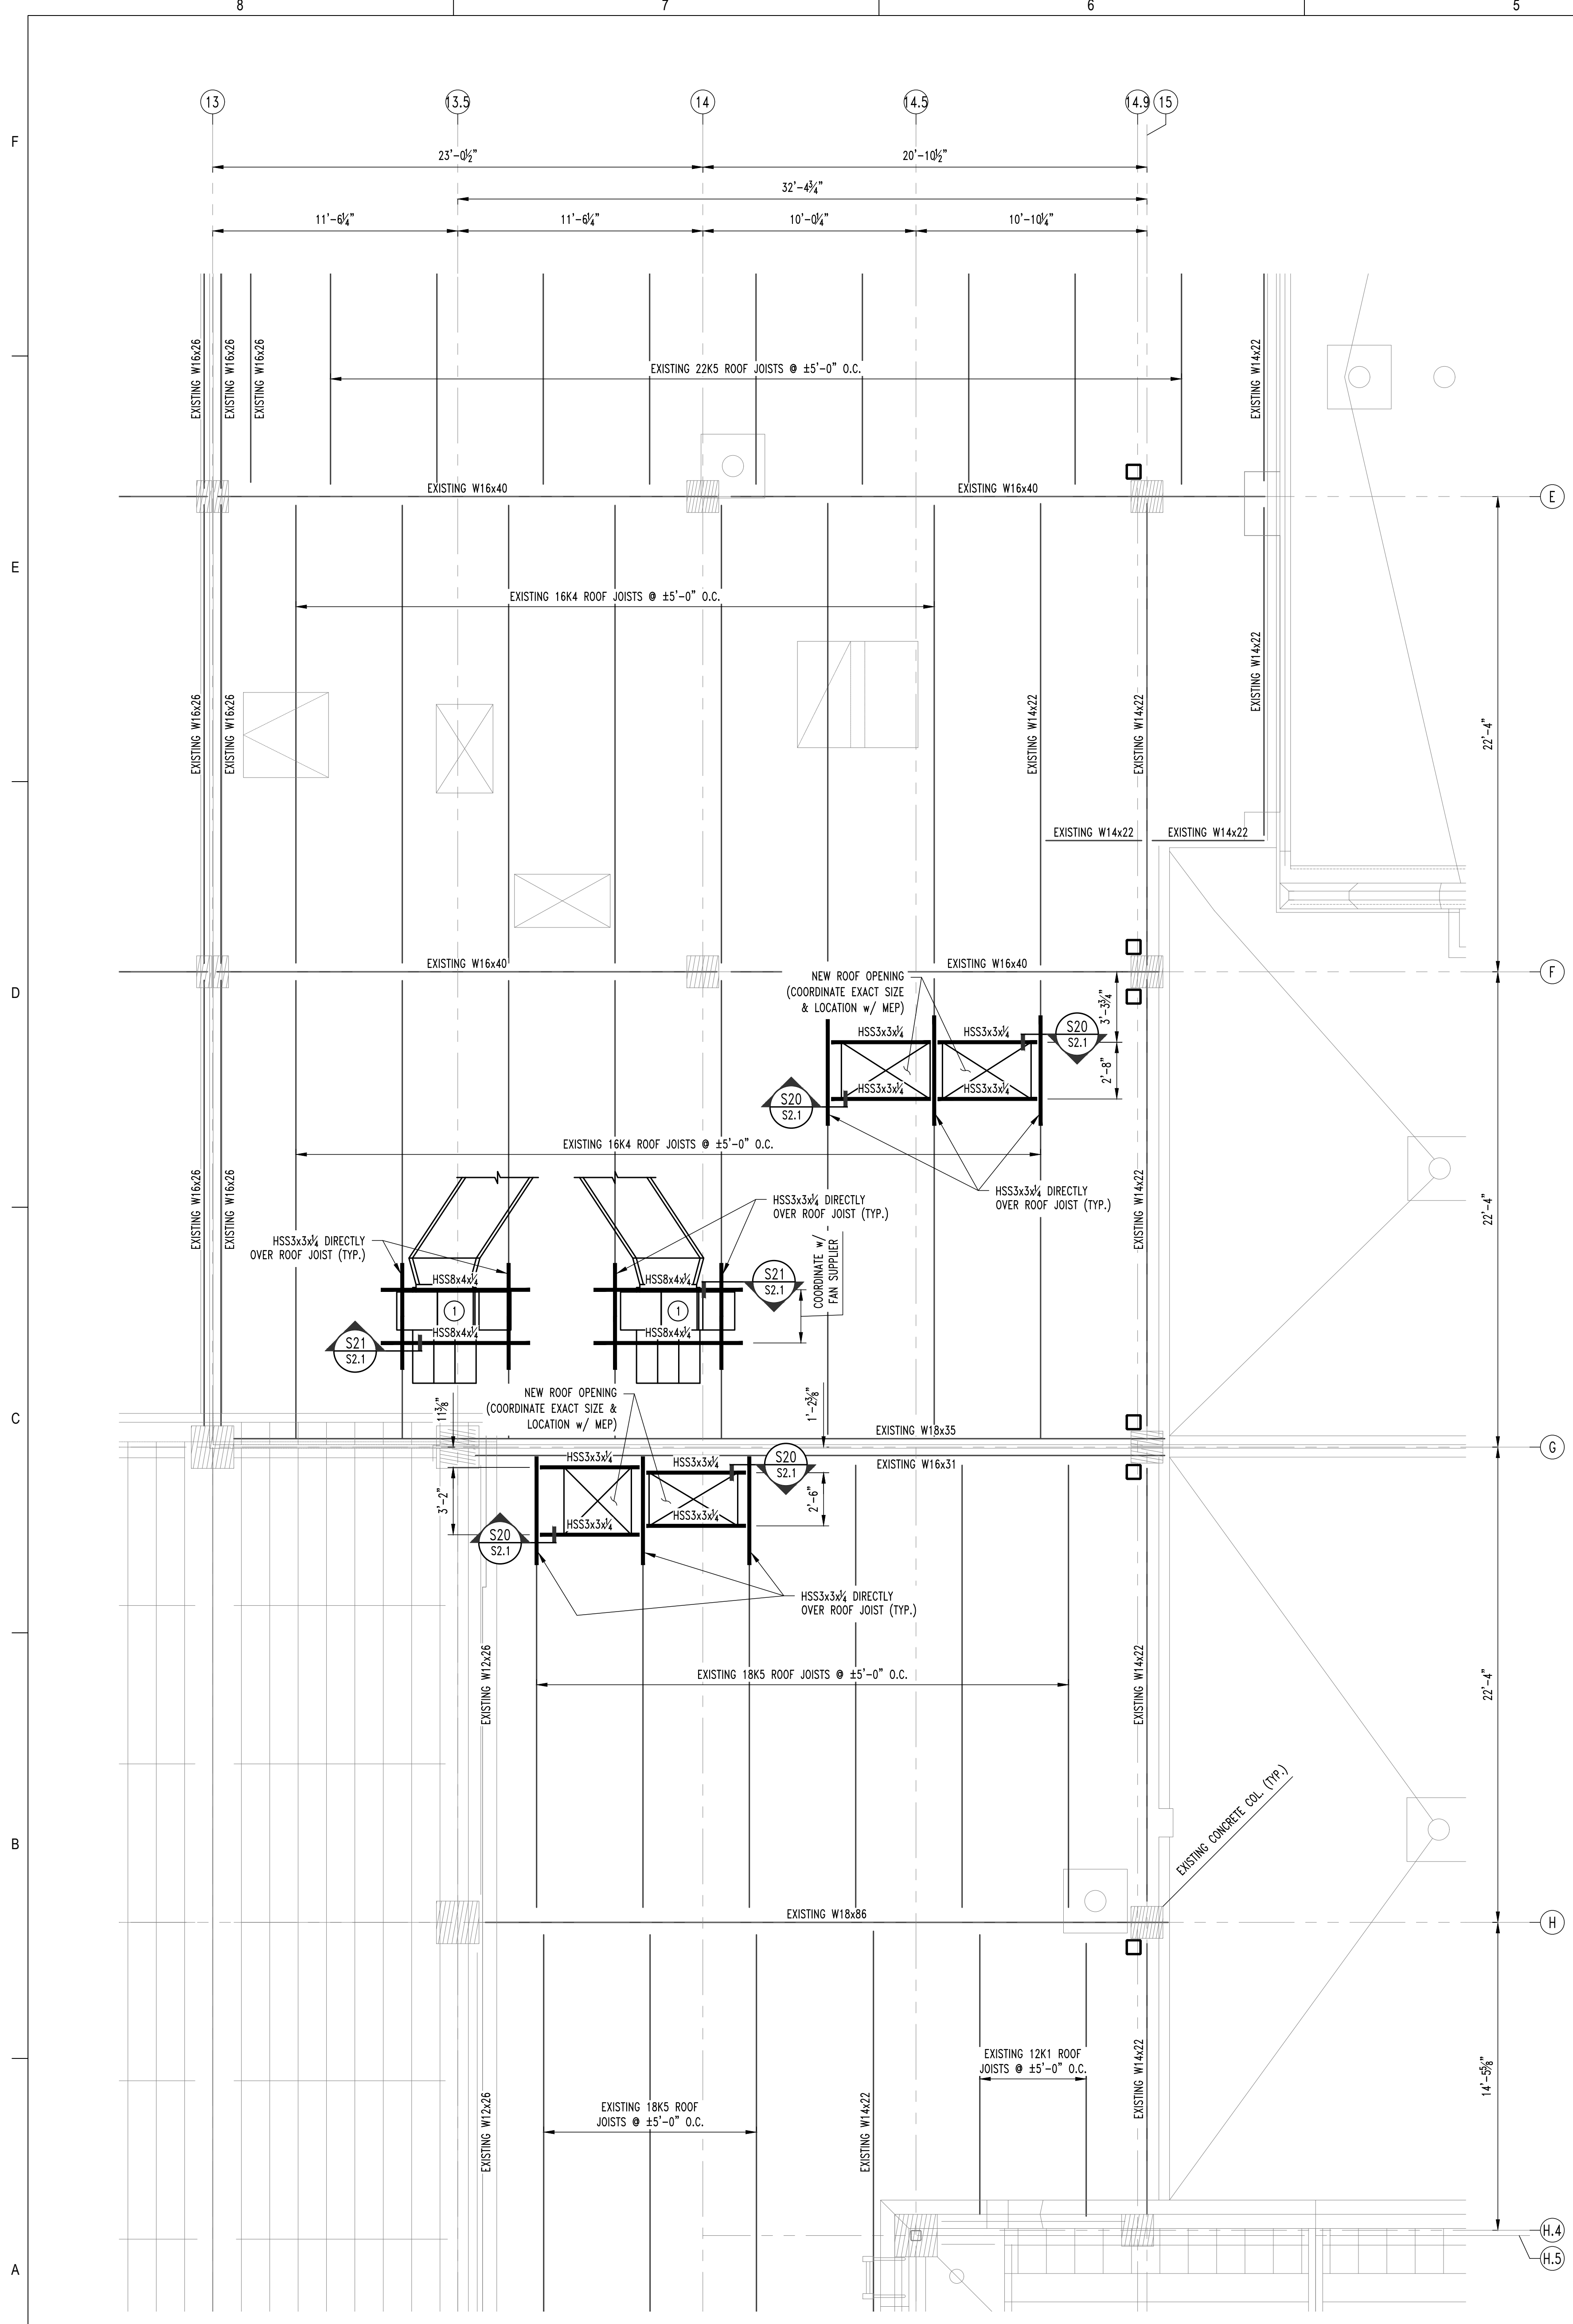 8
7
6
5
13
13.5
14
14.5
14.9
15
F
23'-0½"
20'-10½"
32'-4¾"
11'-6¼"
11'-6¼"
10'-0¼"
10'-10¼"
EXISTING W16x26
EXISTING W16x26
EXISTING W16x26
EXISTING W14x22
EXISTING 22K5 ROOF JOISTS @ ±5'-0" O.C.
EXISTING W16x40
EXISTING W16x40
E
E
EXISTING 16K4 ROOF JOISTS @ ±5'-0" O.C.
EXISTING W16x26
EXISTING W16x26
EXISTING W14x22
EXISTING W14x22
EXISTING W14x22
22'-4"
EXISTING W14x22
EXISTING W14x22
EXISTING W16x40
EXISTING W16x40
F
D
NEW ROOF OPENING
(COORDINATE EXACT SIZE
& LOCATION w/ MEP)
3'-3¾"
HSS3x3x¼
HSS3x3x¼
S20
S2.1
2'-8"
HSS3x3x¼
HSS3x3x¼
S20
S2.1
EXISTING 16K4 ROOF JOISTS @ ±5'-0" O.C.
EXISTING W16x26
EXISTING W16x26
EXISTING W14x22
22'-4"
HSS3x3x¼ DIRECTLY
OVER ROOF JOIST (TYP.)
HSS3x3x¼ DIRECTLY
OVER ROOF JOIST (TYP.)
HSS3x3x¼ DIRECTLY
OVER ROOF JOIST (TYP.)
COORDINATE w/
FAN SUPPLIER
HSS8x4x¼
HSS8x4x¼
S21
S2.1
1
1
HSS8x4x¼
HSS8x4x¼
S21
S2.1
C
NEW ROOF OPENING
(COORDINATE EXACT SIZE &
LOCATION w/ MEP)
11⅜"
1'-2⅜"
EXISTING W18x35
G
EXISTING W16x31
HSS3x3x¼
HSS3x3x¼
S20
S2.1
3'-2"
2'-6"
HSS3x3x¼
HSS3x3x¼
S20
S2.1
HSS3x3x¼ DIRECTLY
OVER ROOF JOIST (TYP.)
EXISTING W12x26
EXISTING 18K5 ROOF JOISTS @ ±5'-0" O.C.
EXISTING W14x22
22'-4"
EXISTING CONCRETE COL. (TYP.)
B
EXISTING W18x86
H
EXISTING 12K1 ROOF
JOISTS @ ±5'-0" O.C.
EXISTING 18K5 ROOF
JOISTS @ ±5'-0" O.C.
EXISTING W12x26
EXISTING W14x22
EXISTING W14x22
14'-5⅝"
H.4
H.5
A